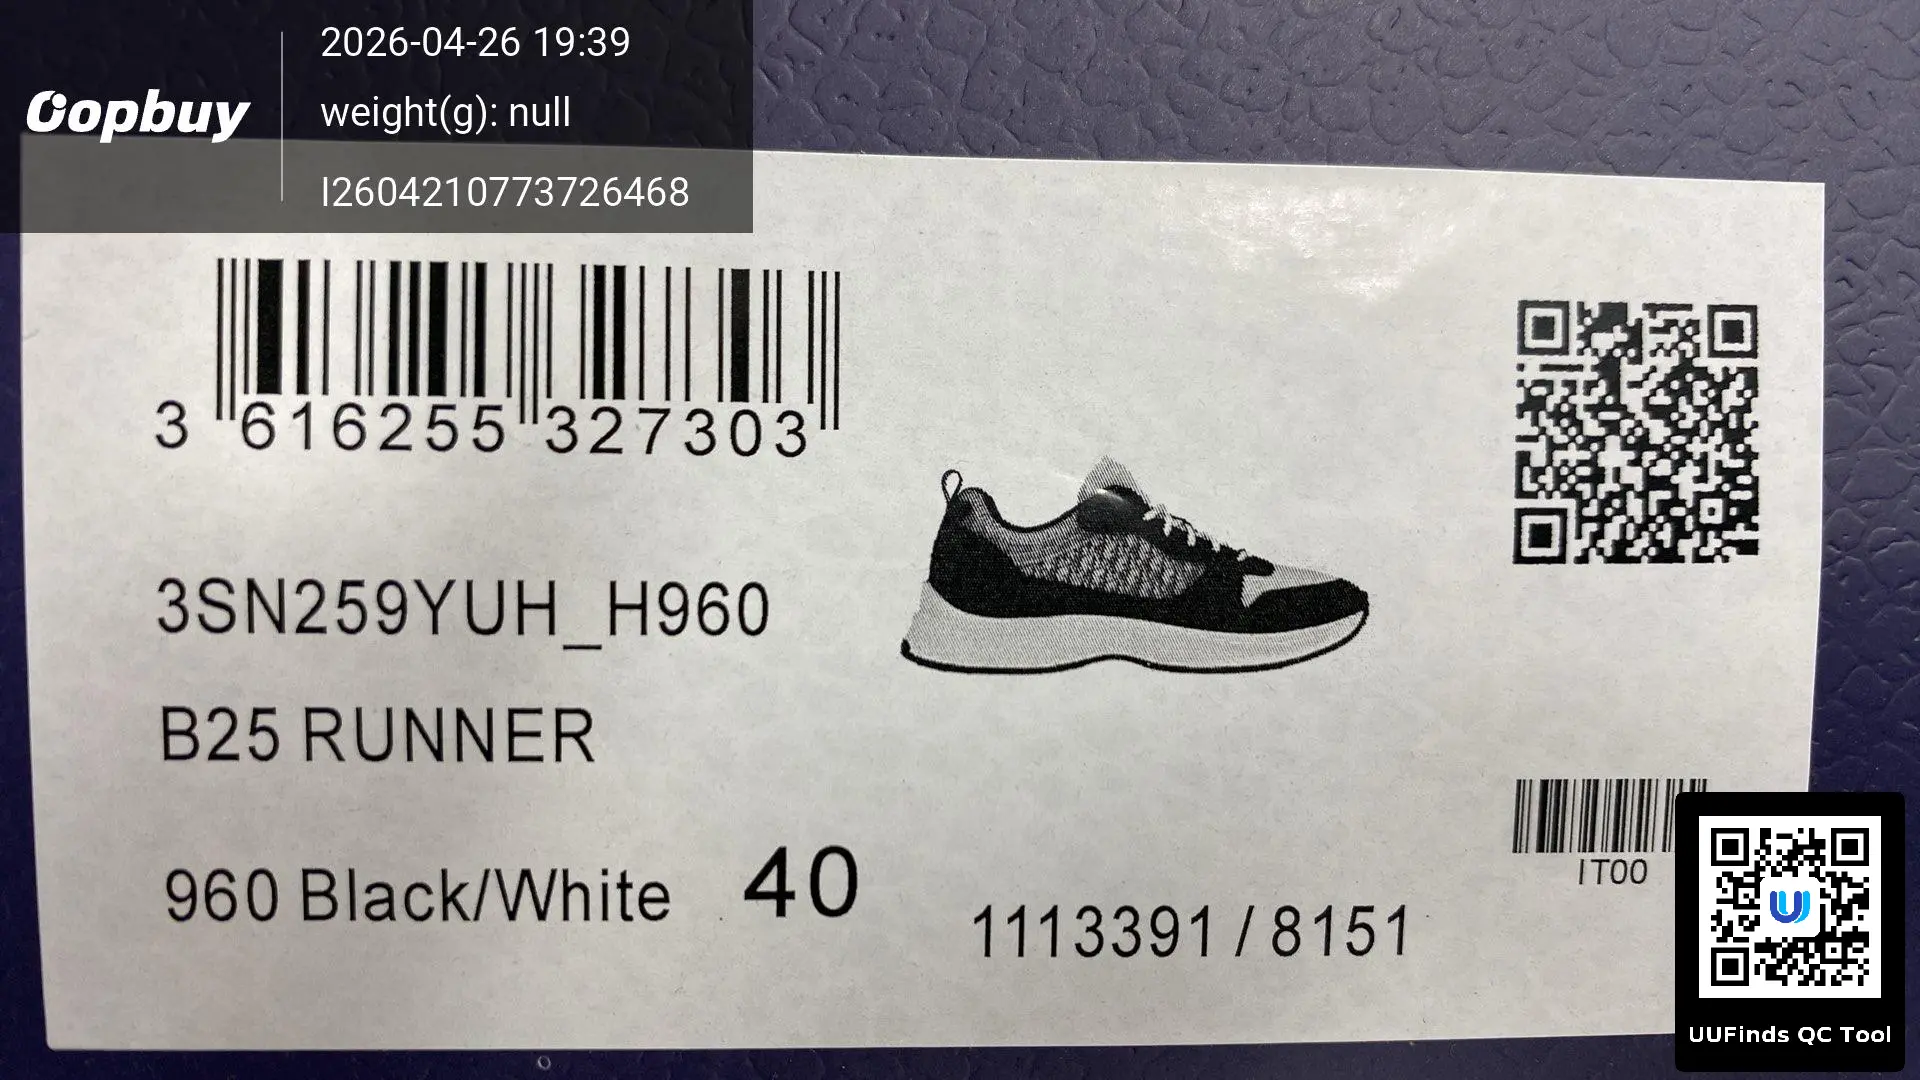 Oopbuy
2026-04-26 19:39
weight(g): null
I2604210773726468
3 616255 327303
3SN259YUH_H960
B25 RUNNER
960 Black/White 40
1113391 / 8151
IT00
UUFinds QC Tool